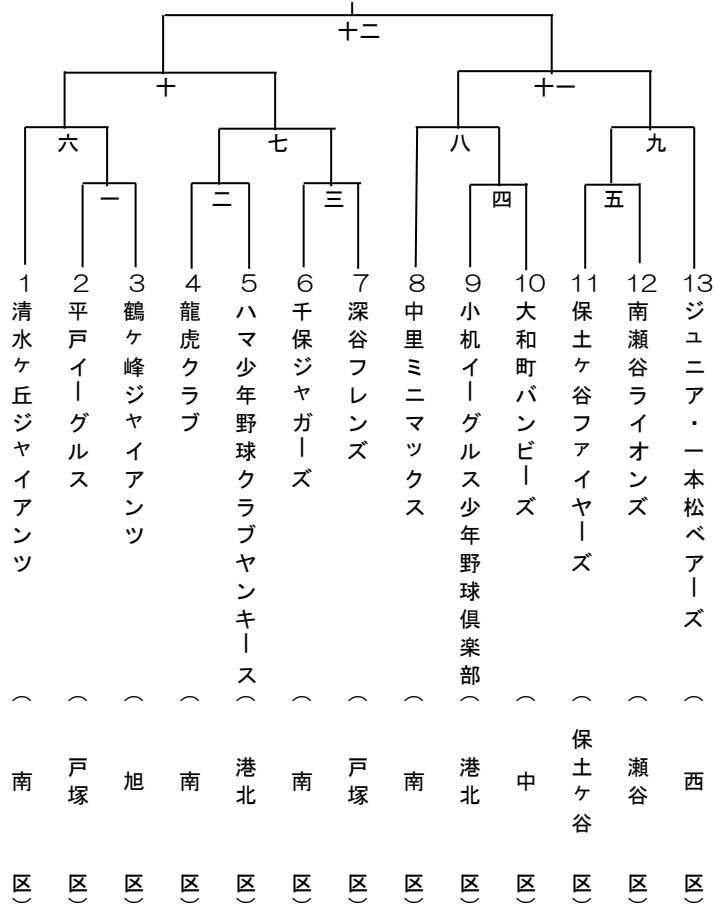 十二
十
十一
六
七
八
九
一
二
三
四
五
1 清水ケ丘ジャイアンツ (南区)
2 平戸イーグルス (戸塚区)
3 鶴ケ峰ジャイアンツ (旭区)
4 龍虎クラブ (南区)
5 ハマ少年野球クラブヤンキース (港北区)
6 千保ジャガーズ (南区)
7 深谷フレンズ (戸塚区)
8 中里ミニマックス (南区)
9 小机イーグルス少年野球倶楽部 (港北区)
10 大和町バンビーズ (中区)
11 保土ケ谷ファイヤーズ (保土ケ谷区)
12 南瀬谷ライオンズ (瀬谷区)
13 ジュニア・一本松ベアーズ (西区)